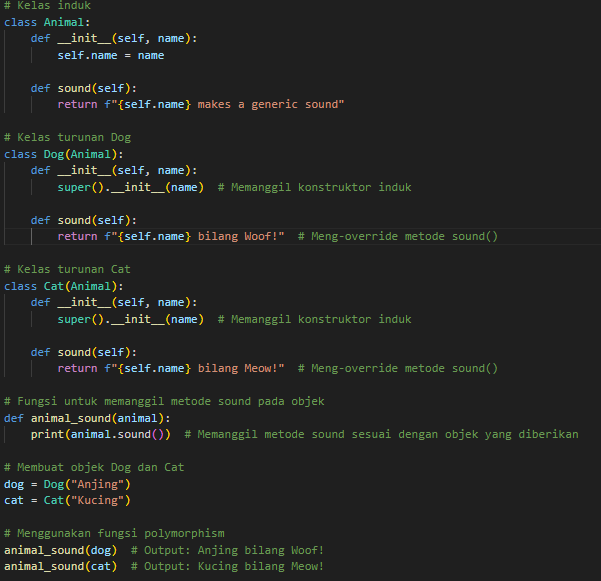 # Kelas induk
class Animal:
    def __init__(self, name):
        self.name = name

    def sound(self):
        return f"{self.name} makes a generic sound"

# Kelas turunan Dog
class Dog(Animal):
    def __init__(self, name):
        super().__init__(name)  # Memanggil konstruktor induk

    def sound(self):
        return f"{self.name} bilang Woof!"  # Meng-override metode sound()

# Kelas turunan Cat
class Cat(Animal):
    def __init__(self, name):
        super().__init__(name)  # Memanggil konstruktor induk

    def sound(self):
        return f"{self.name} bilang Meow!"  # Meng-override metode sound()

# Fungsi untuk memanggil metode sound pada objek
def animal_sound(animal):
    print(animal.sound())  # Memanggil metode sound sesuai dengan objek yang diberikan

# Membuat objek Dog dan Cat
dog = Dog("Anjing")
cat = Cat("Kucing")

# Menggunakan fungsi polymorphism
animal_sound(dog)  # Output: Anjing bilang Woof!
animal_sound(cat)  # Output: Kucing bilang Meow!